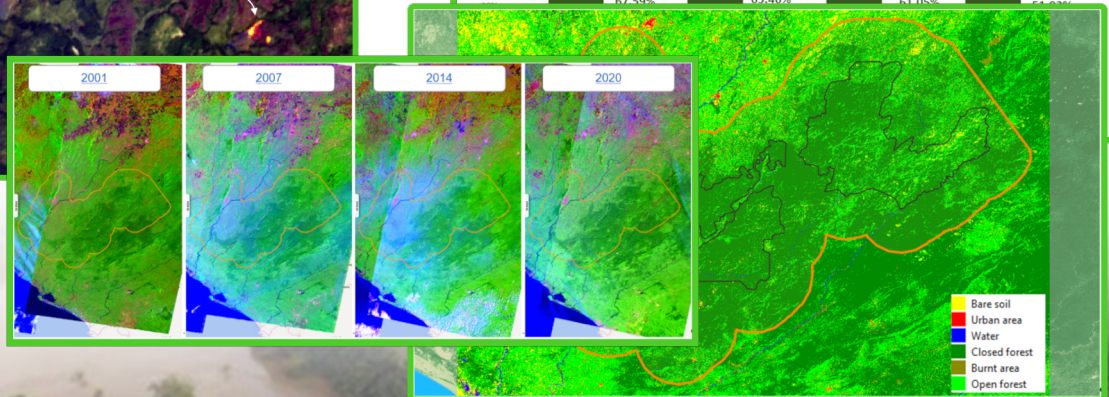 2001
2007
2014
2020
Bare soil
Urban area
Water
Closed forest
Burnt area
Open forest